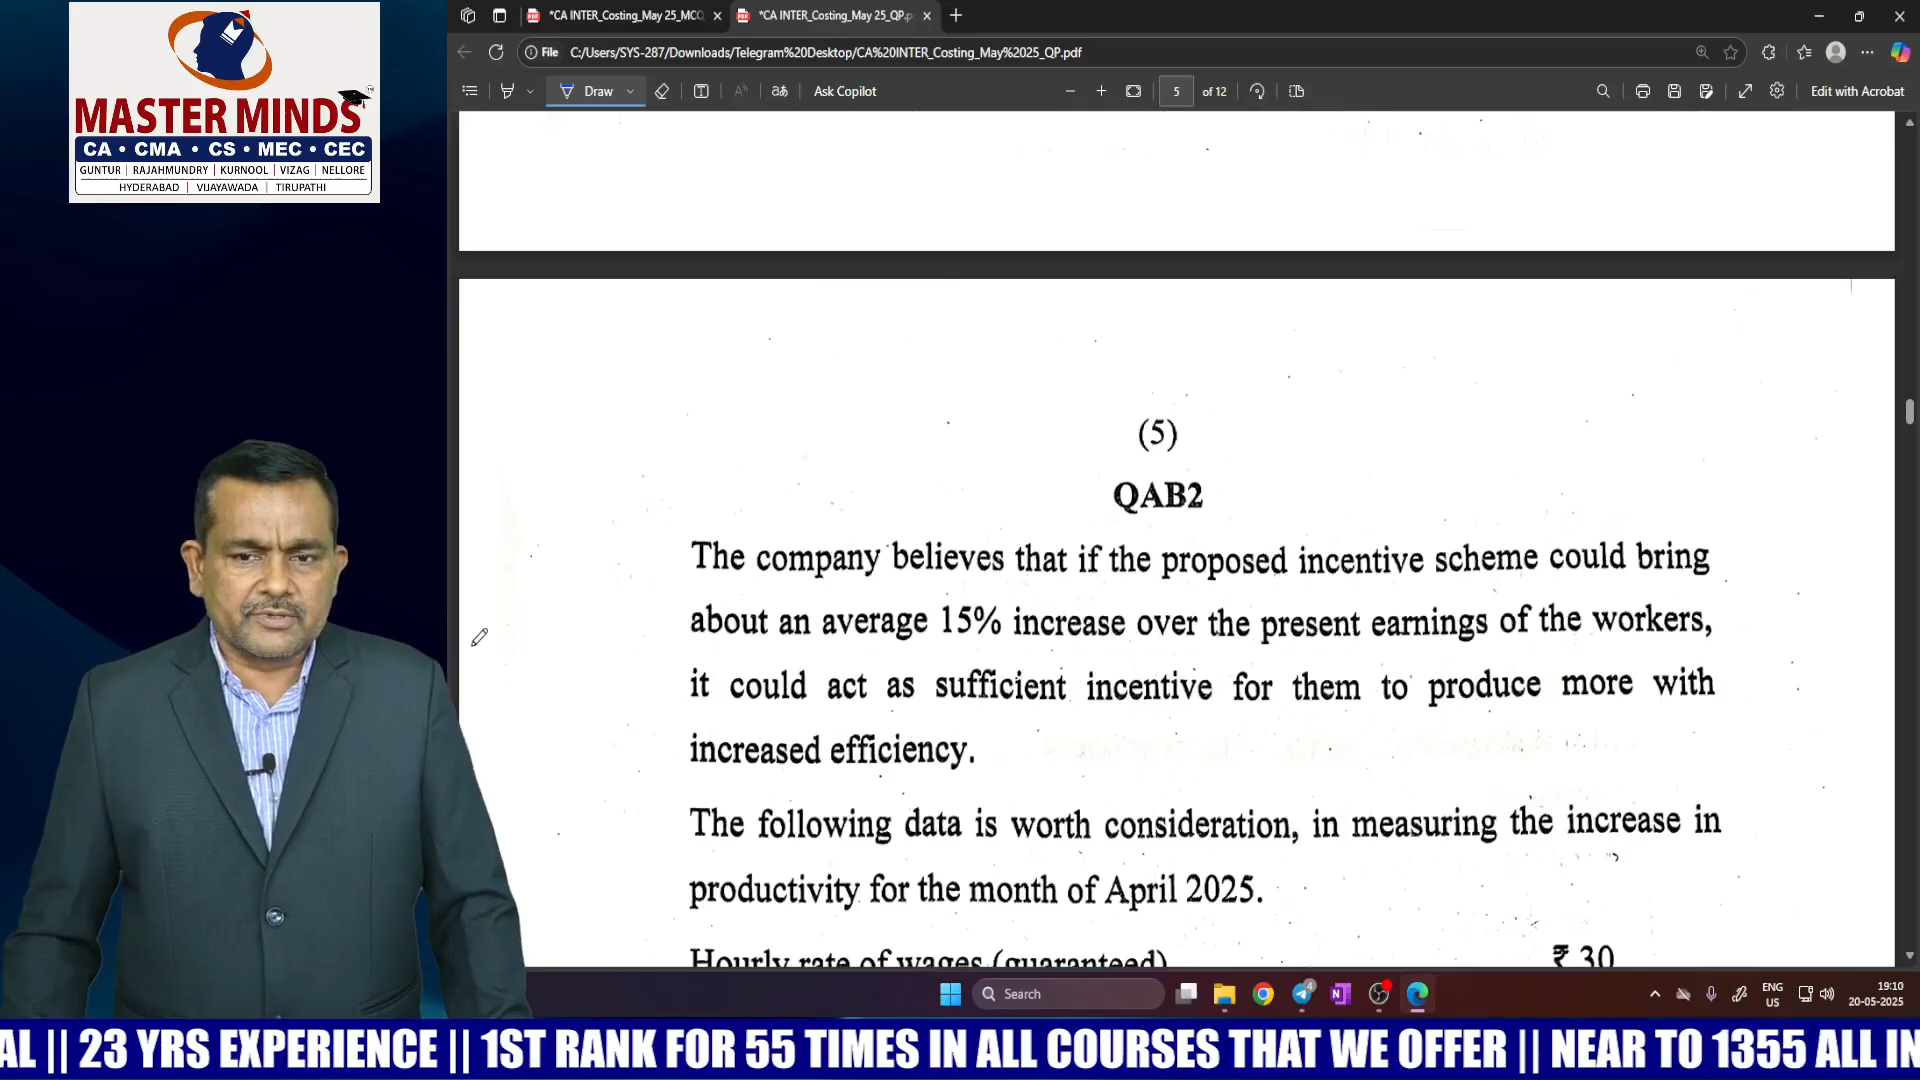 MASTER MINDS
CA • CMA • CS • MEC • CEC
GUNTUR | RAJAHMUNDRY | KURNOOL | VIZAG | NELLORE
HYDERABAD | VIJAYAWADA | TIRUPATHI
*CA INTER_Costing_May 25_MCQ
*CA INTER_Costing_May 25_QP.p
File C:/Users/SYS-287/Downloads/Telegram%20Desktop/CA%20INTER_Costing_May%2025_QP.pdf
Draw
Ask Copilot
5 of 12
Edit with Acrobat
(5)
QAB2
The company believes that if the proposed incentive scheme could bring
about an average 15% increase over the present earnings of the workers,
it could act as sufficient incentive for them to produce more with
increased efficiency.
The following data is worth consideration, in measuring the increase in
productivity for the month of April 2025.
Hourly rate of wages (guaranteed) ₹ 30
Search
4
ENG
US
19:10
20-05-2025
AL || 23 YRS EXPERIENCE || 1ST RANK FOR 55 TIMES IN ALL COURSES THAT WE OFFER || NEAR TO 1355 ALL IN